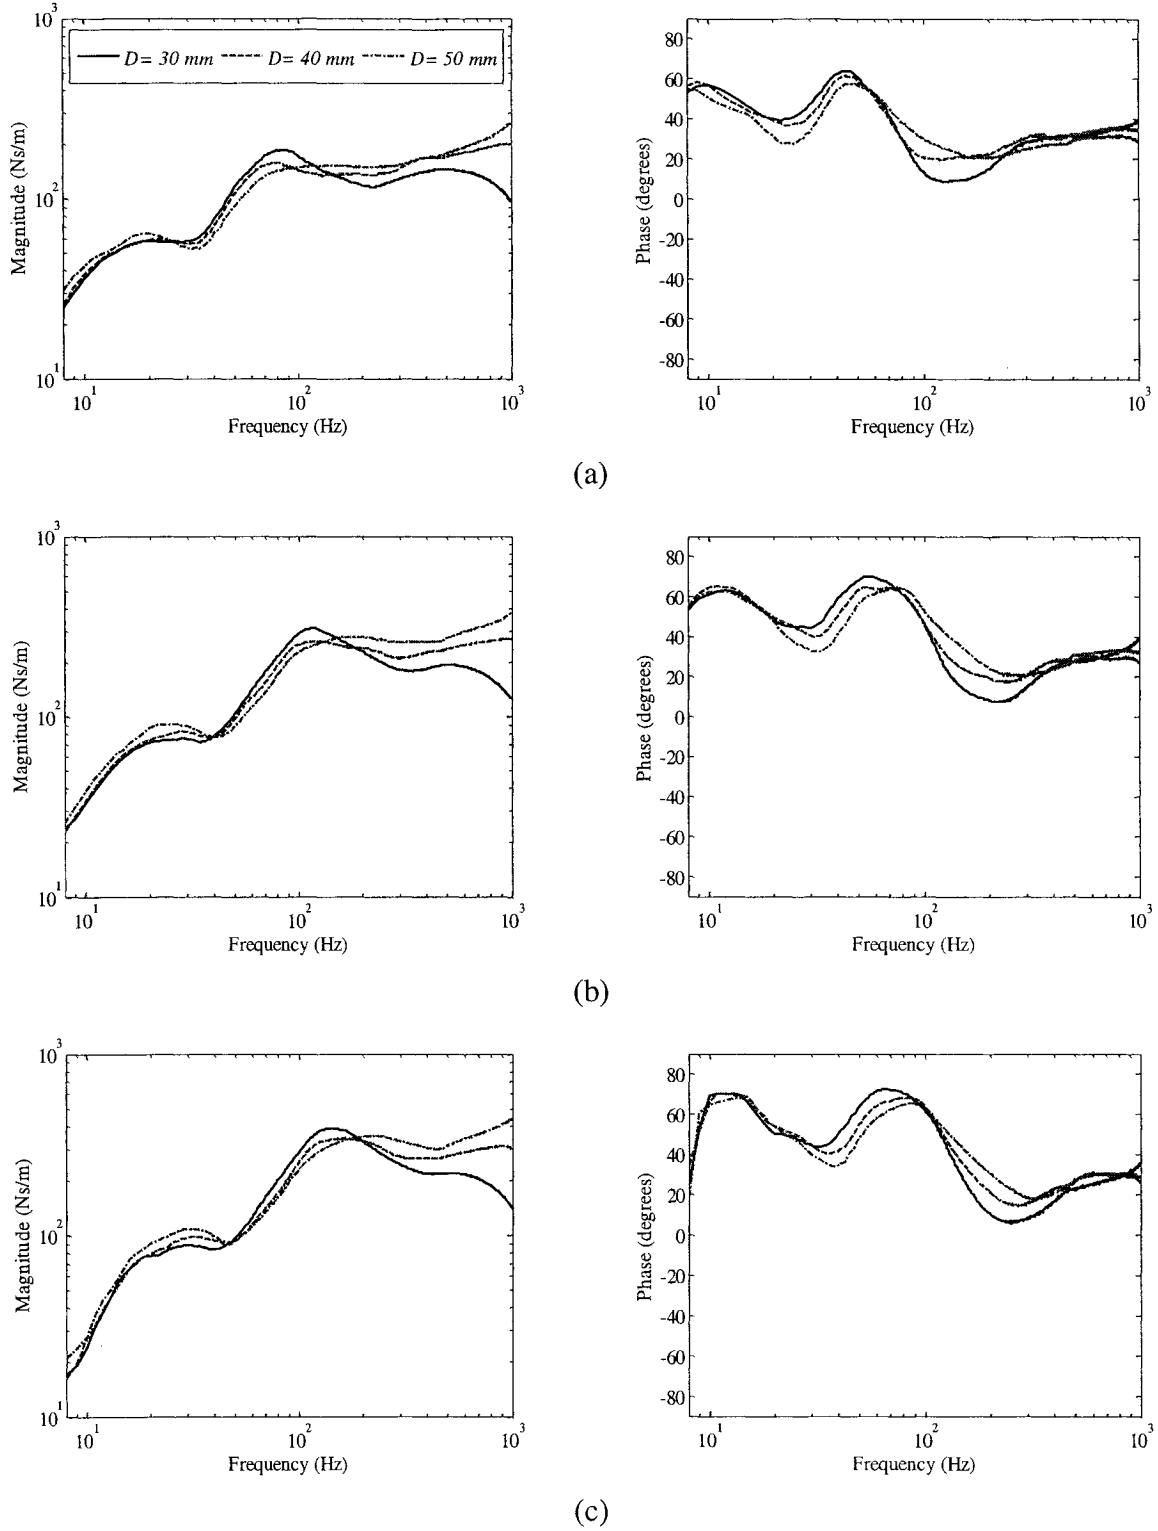 10^3
D= 30 mm D= 40 mm D= 50 mm
10^2
10^1
Magnitude (Ns/m)
10^1 10^2 10^3
Frequency (Hz)
80
60
40
20
0
-20
-40
-60
-80
Phase (degrees)
10^1 10^2 10^3
Frequency (Hz)
(a)
10^3
10^2
10^1
Magnitude (Ns/m)
10^1 10^2 10^3
Frequency (Hz)
80
60
40
20
0
-20
-40
-60
-80
Phase (degrees)
10^1 10^2 10^3
Frequency (Hz)
(b)
10^3
10^2
10^1
Magnitude (Ns/m)
10^1 10^2 10^3
Frequency (Hz)
80
60
40
20
0
-20
-40
-60
-80
Phase (degrees)
10^1 10^2 10^3
Frequency (Hz)
(c)